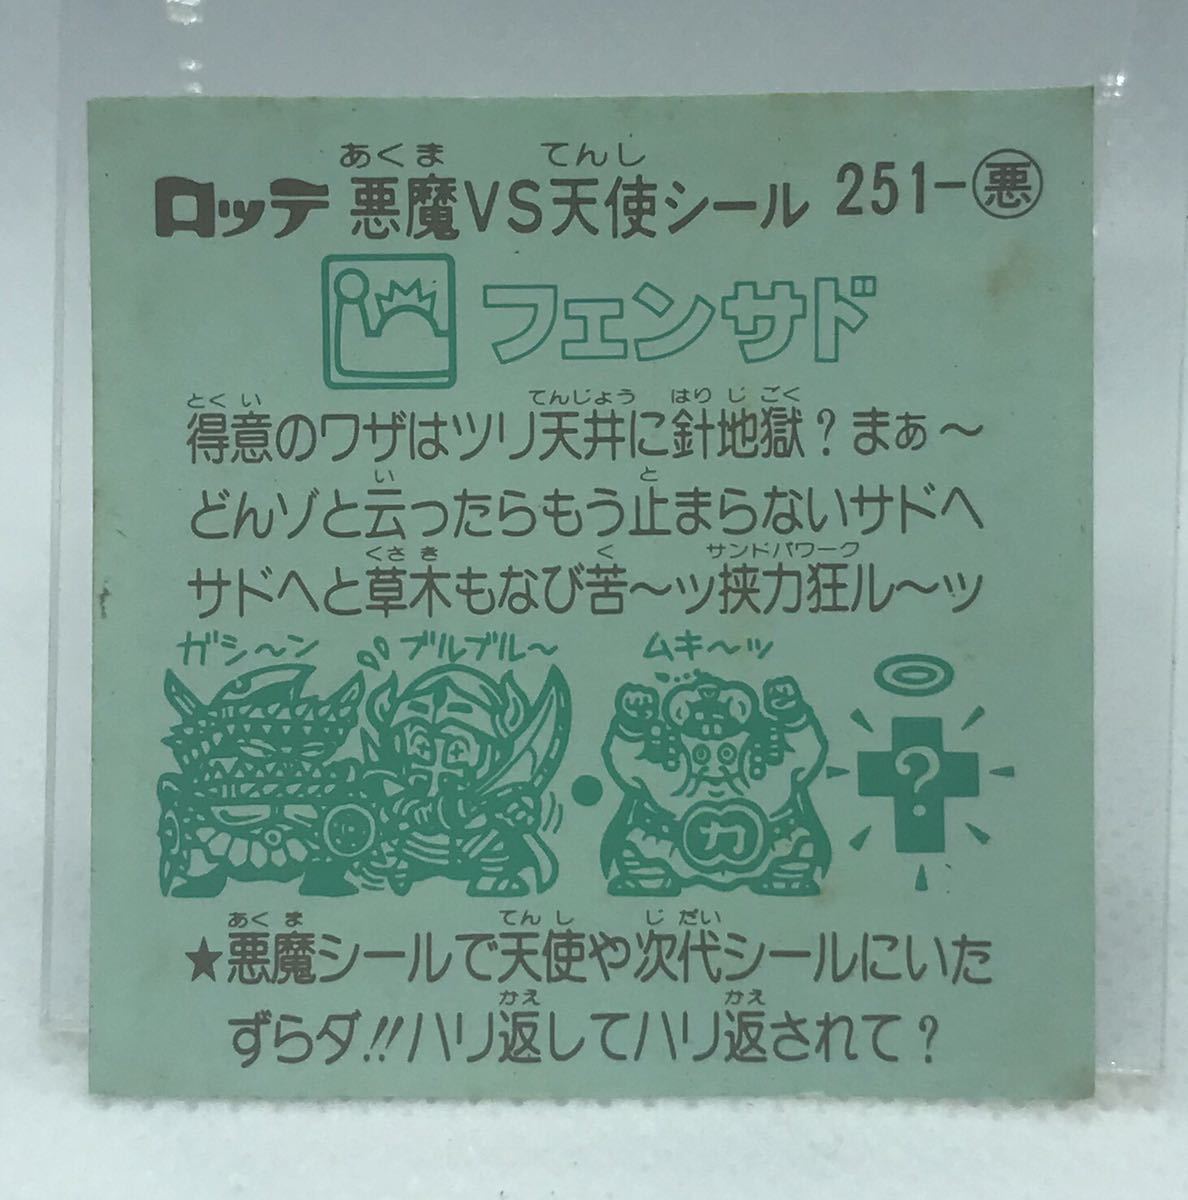 ロッテ 悪魔VS天使シール 251-悪
あくま てんし
フェンサド
とくい てんじょう はりじごく
得意のワザはツリ天井に針地獄?まぁ〜
い と
どんゾと云ったらもう止まらないサドヘ
くさき く サンドパワーク
サドヘと草木もなび苦〜ッ挟力狂ル〜ッ
ガシ〜ン ブルブル〜 ムキ〜ッ
カ ?
あくま てんし じだい
★悪魔シールで天使や次代シールにいた
かえ かえ
ずらダ!!ハリ返してハリ返されて?